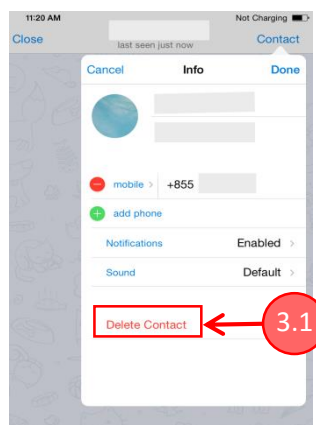 11:20 AM Not Charging
Close last seen just now Contact
Cancel Info Done
mobile > +855
add phone
Notifications Enabled >
Sound Default >
Delete Contact 3.1